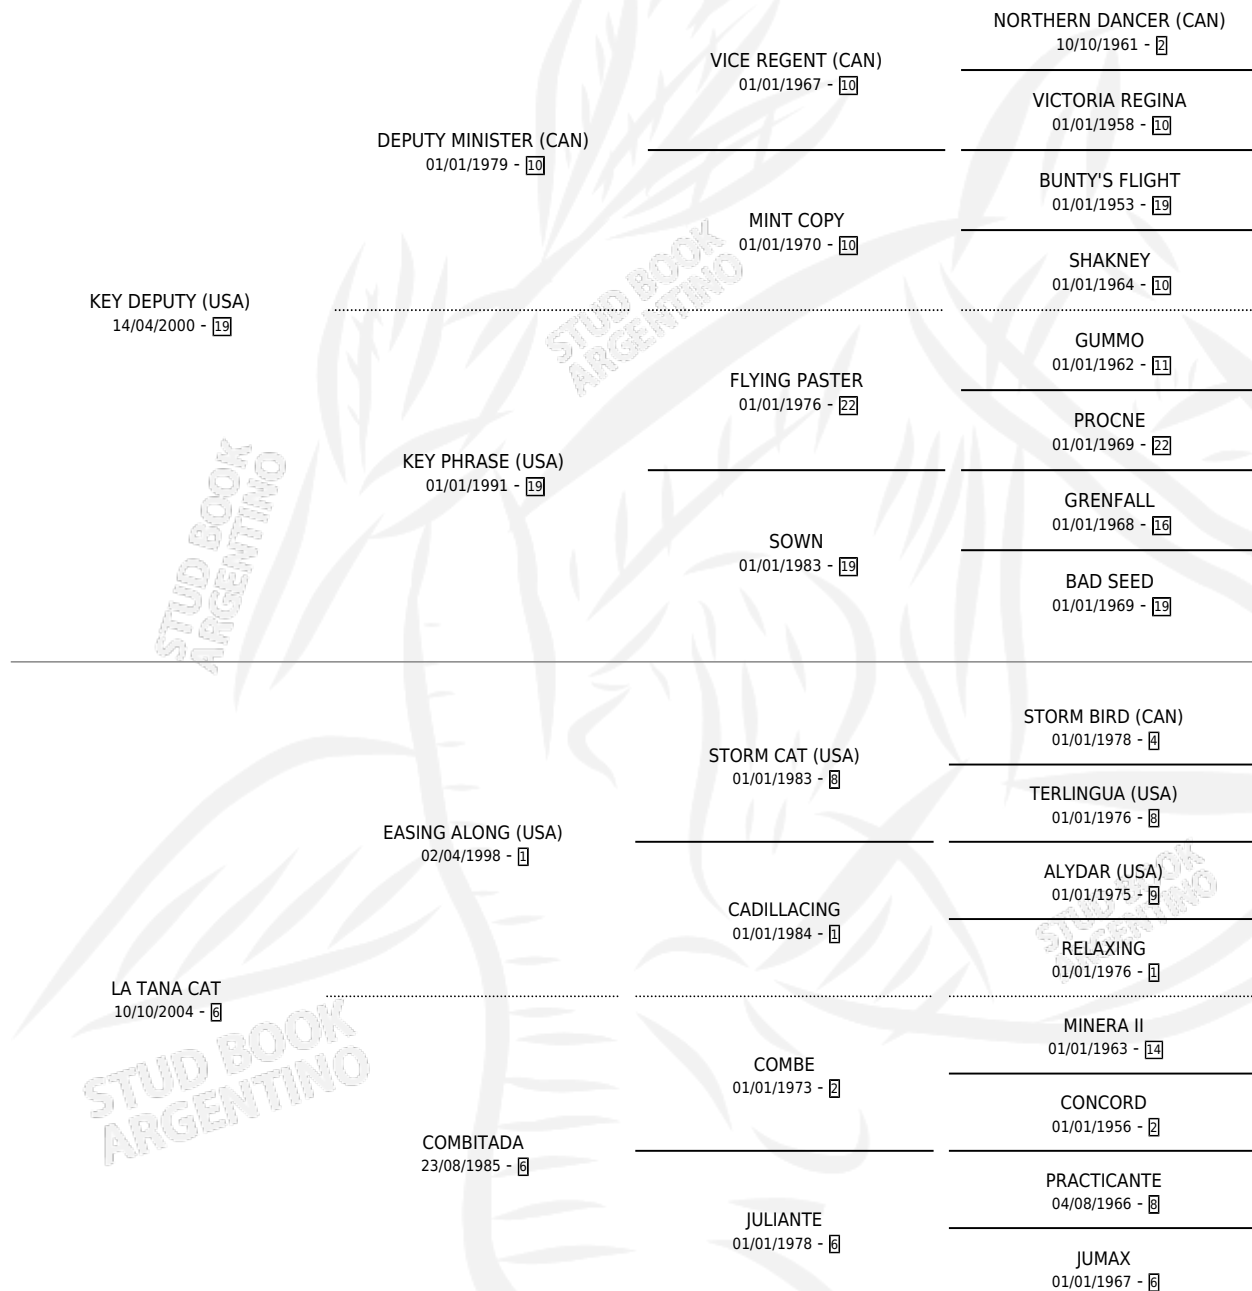 NORTHERN DANCER (CAN)
10/10/1961 - 2
VICE REGENT (CAN)
01/01/1967 - 10
VICTORIA REGINA
01/01/1958 - 10
DEPUTY MINISTER (CAN)
01/01/1979 - 10
BUNTY'S FLIGHT
01/01/1953 - 19
MINT COPY
01/01/1970 - 10
SHAKNEY
01/01/1964 - 10
KEY DEPUTY (USA)
14/04/2000 - 19
GUMMO
01/01/1962 - 11
FLYING PASTER
01/01/1976 - 22
PROCNE
01/01/1969 - 22
KEY PHRASE (USA)
01/01/1991 - 19
GRENFALL
01/01/1968 - 16
SOWN
01/01/1983 - 19
BAD SEED
01/01/1969 - 19
STORM BIRD (CAN)
01/01/1978 - 4
STORM CAT (USA)
01/01/1983 - 8
TERLINGUA (USA)
01/01/1976 - 8
EASING ALONG (USA)
02/04/1998 - 1
ALYDAR (USA)
01/01/1975 - 9
CADILLACING
01/01/1984 - 1
RELAXING
01/01/1976 - 1
LA TANA CAT
10/10/2004 - 6
MINERA II
01/01/1963 - 14
COMBE
01/01/1973 - 2
CONCORD
01/01/1956 - 2
COMBITADA
23/08/1985 - 6
PRACTICANTE
04/08/1966 - 8
JULIANTE
01/01/1978 - 6
JUMAX
01/01/1967 - 6
STUD BOOK
ARGENTINO
STUD BOOK
ARGENTINO
STUD BOOK
ARGENTINO
STUD BOOK
ARGENTINO